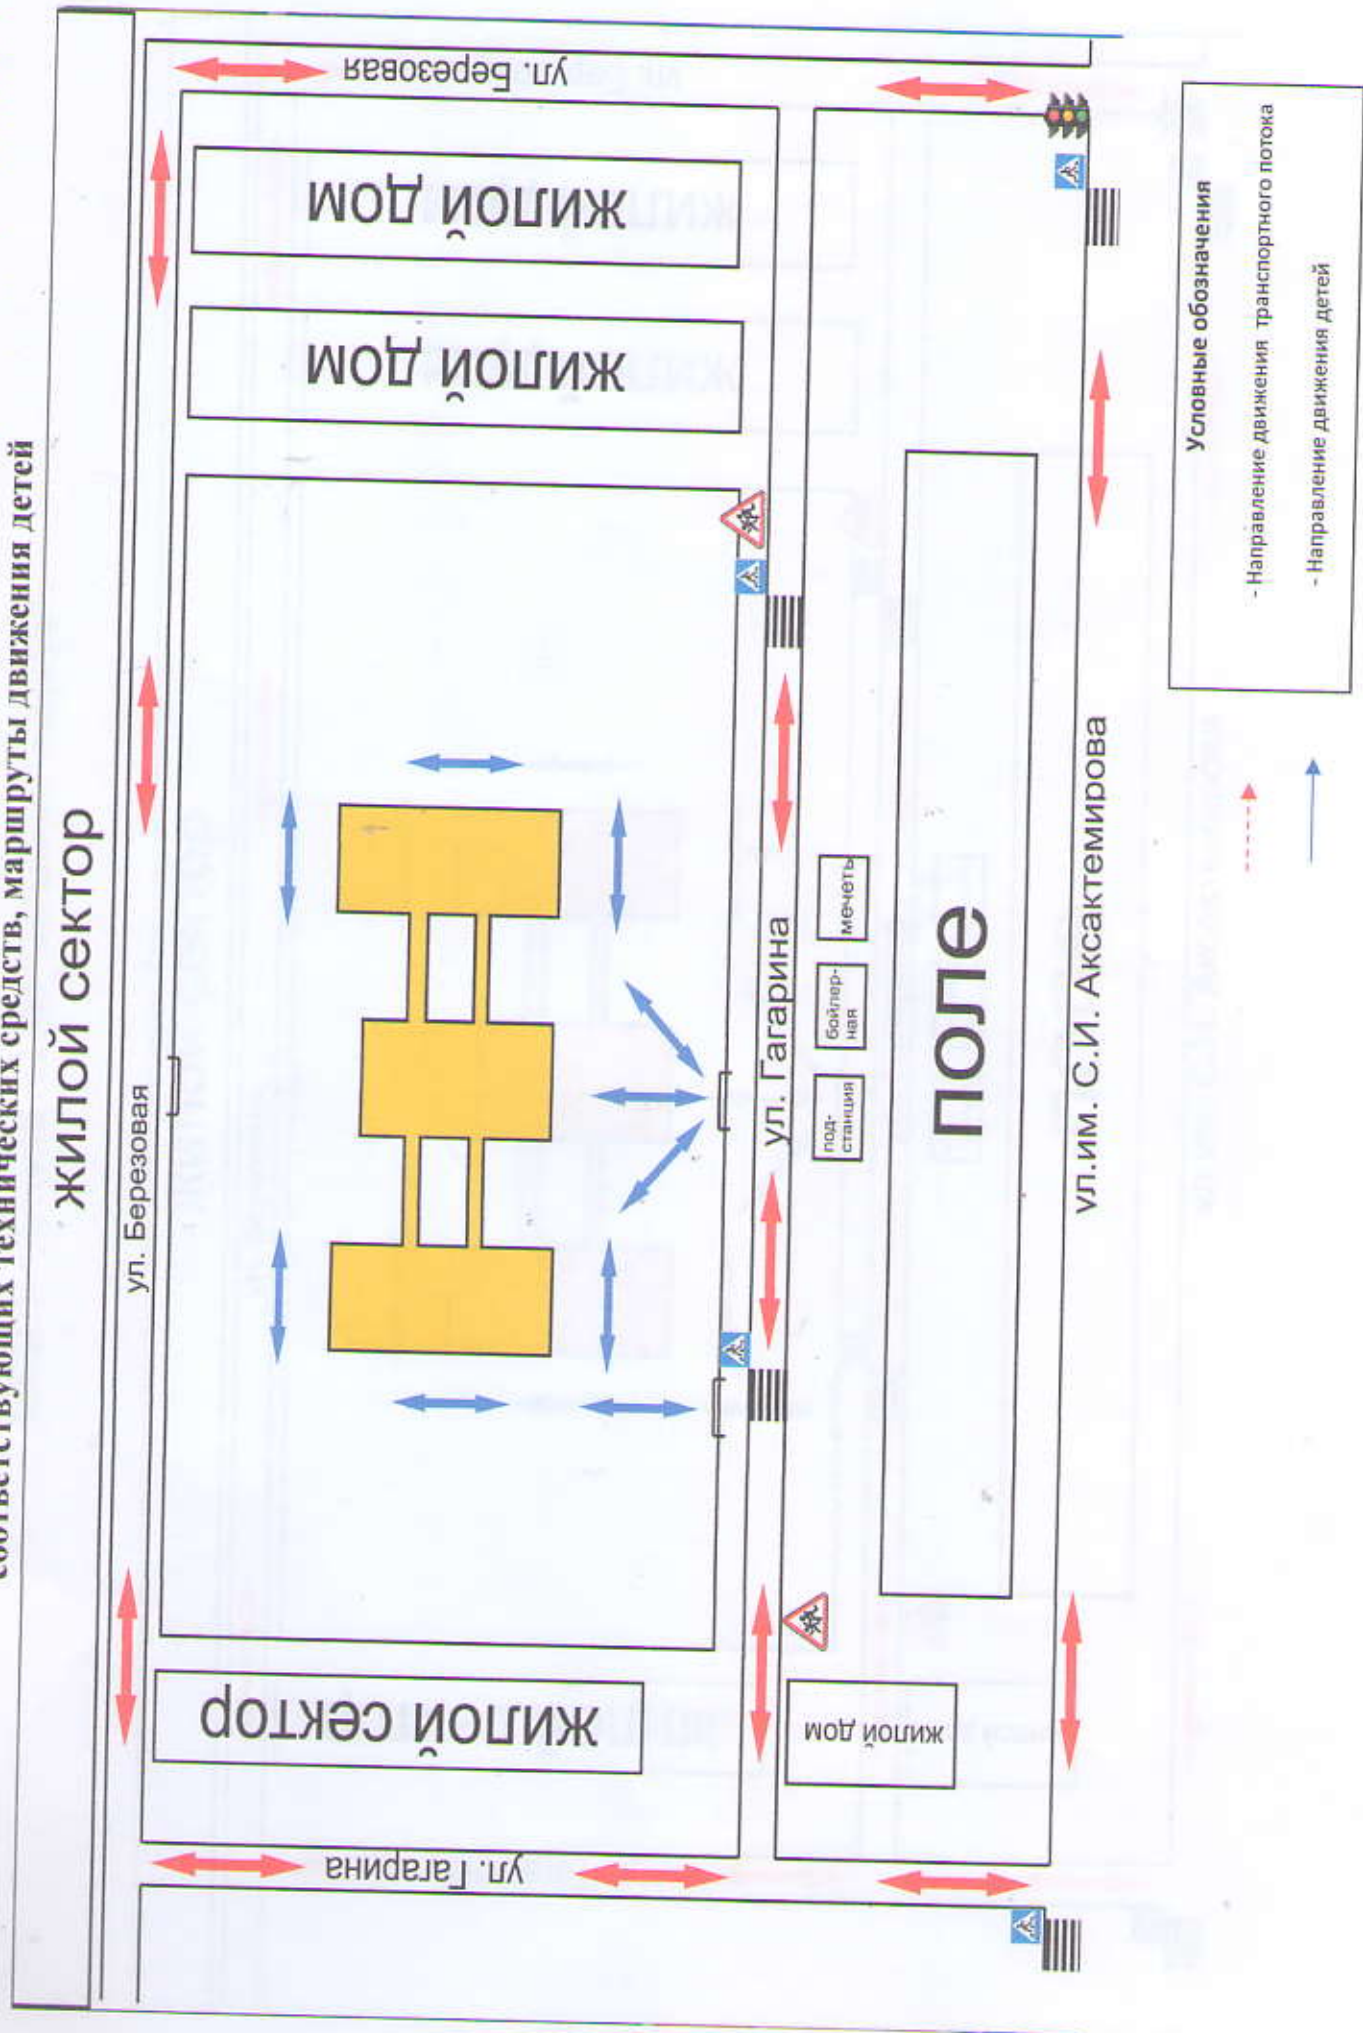 соответствующих технических средств, маршруты движения детей
жилой сектор
ул. Березовая
жилой сектор
жилой дом
жилой дом
ул. Березовая
ул. Гагарина
ул. Гагарина
жилой дом
под-
станция
бойлер-
ная
мечеть
поле
ул.им. С.И. Аксактемирова
Условные обозначения
- Направление движения транспортного потока
- Направление движения детей